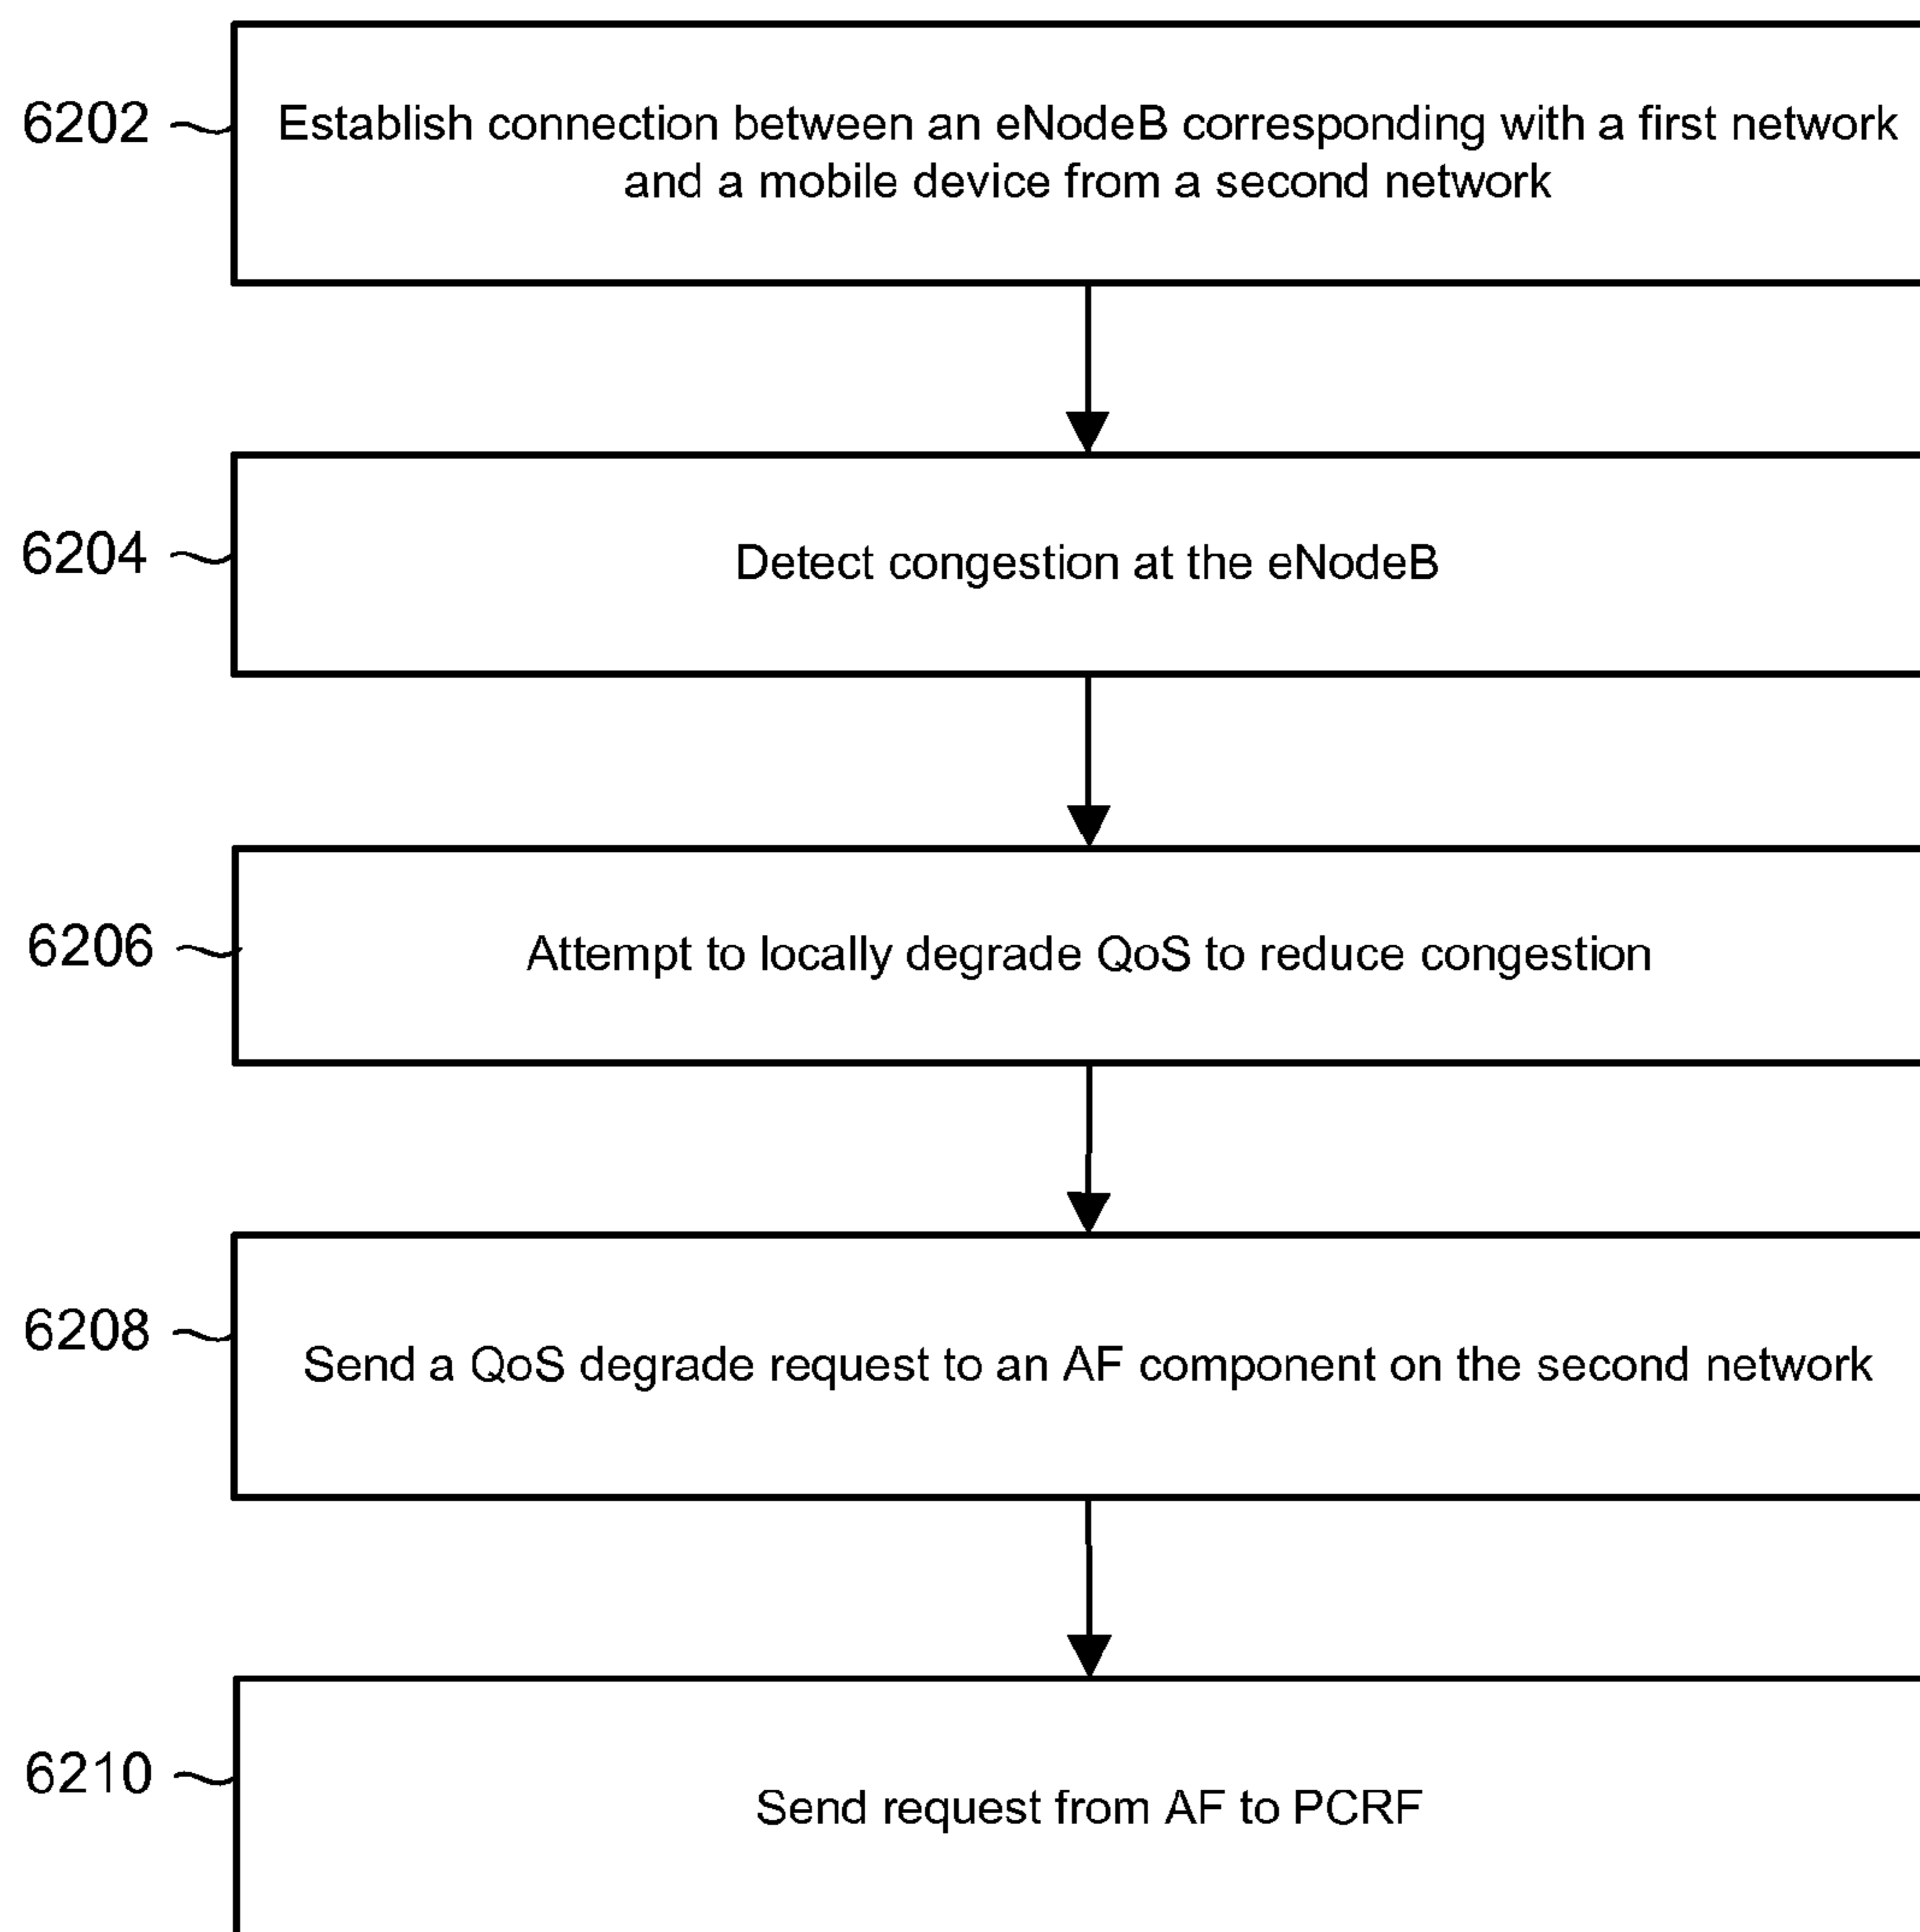 6202
Establish connection between an eNodeB corresponding with a first network
and a mobile device from a second network
6204
Detect congestion at the eNodeB
6206
Attempt to locally degrade QoS to reduce congestion
6208
Send a QoS degrade request to an AF component on the second network
6210
Send request from AF to PCRF